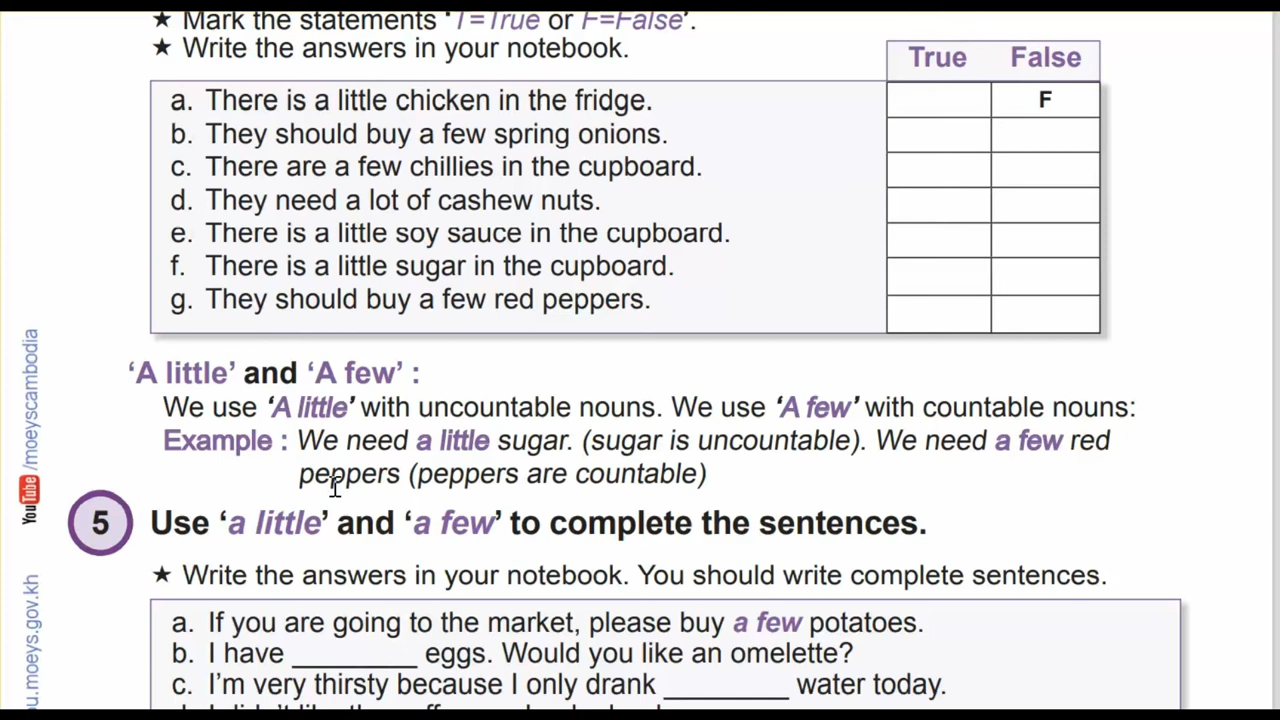 ★ Mark the statements ‘T=True or F=False’.
★ Write the answers in your notebook.
True False
a. There is a little chicken in the fridge. F
b. They should buy a few spring onions.
c. There are a few chillies in the cupboard.
d. They need a lot of cashew nuts.
e. There is a little soy sauce in the cupboard.
f. There is a little sugar in the cupboard.
g. They should buy a few red peppers.
‘A little’ and ‘A few’ :
We use ‘A little’ with uncountable nouns. We use ‘A few’ with countable nouns:
Example : We need a little sugar. (sugar is uncountable). We need a few red
peppers (peppers are countable)
5 Use ‘a little’ and ‘a few’ to complete the sentences.
★ Write the answers in your notebook. You should write complete sentences.
a. If you are going to the market, please buy a few potatoes.
b. I have ________ eggs. Would you like an omelette?
c. I’m very thirsty because I only drank ________ water today.
YouTube /moeyscambodia
ou.moeys.gov.kh